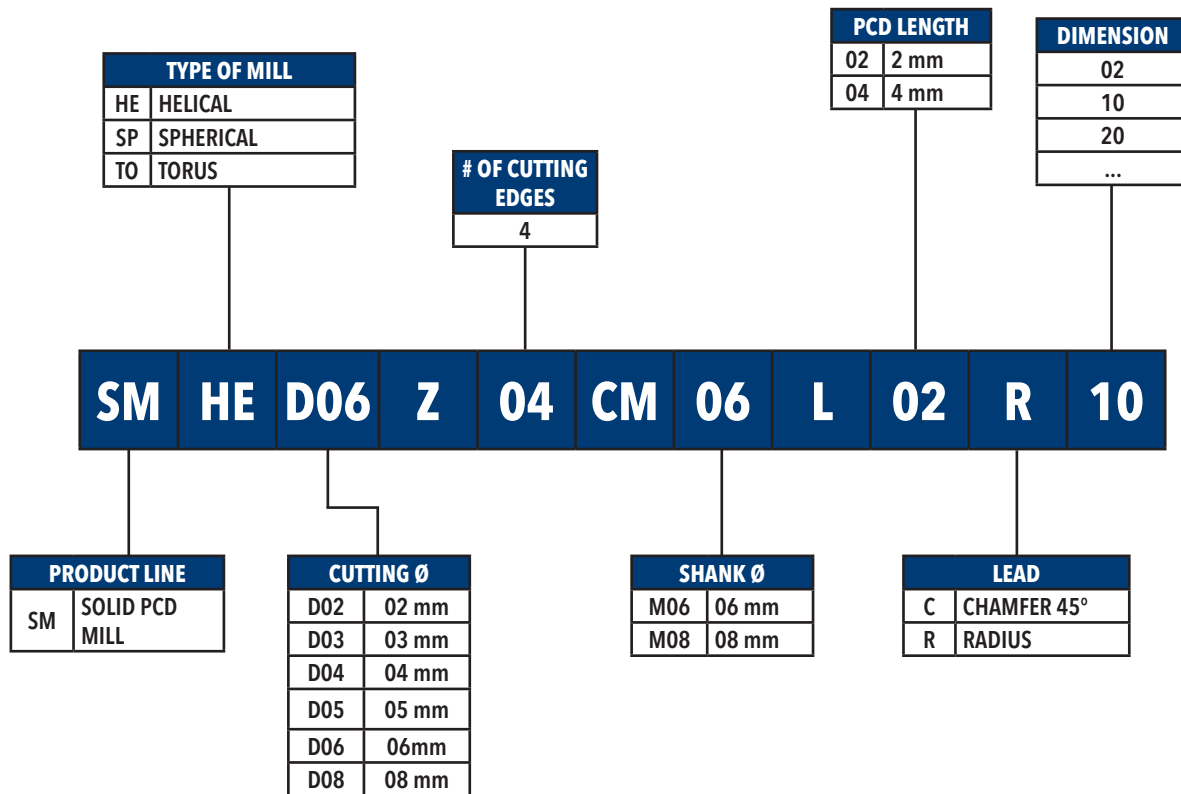 PCD LENGTH
02 2 mm
04 4 mm
DIMENSION
02
10
20
...
TYPE OF MILL
HE HELICAL
SP SPHERICAL
TO TORUS
# OF CUTTING
EDGES
4
SM HE D06 Z 04 CM 06 L 02 R 10
PRODUCT LINE
SM SOLID PCD
MILL
CUTTING Ø
D02 02 mm
D03 03 mm
D04 04 mm
D05 05 mm
D06 06mm
D08 08 mm
SHANK Ø
M06 06 mm
M08 08 mm
LEAD
C CHAMFER 45º
R RADIUS